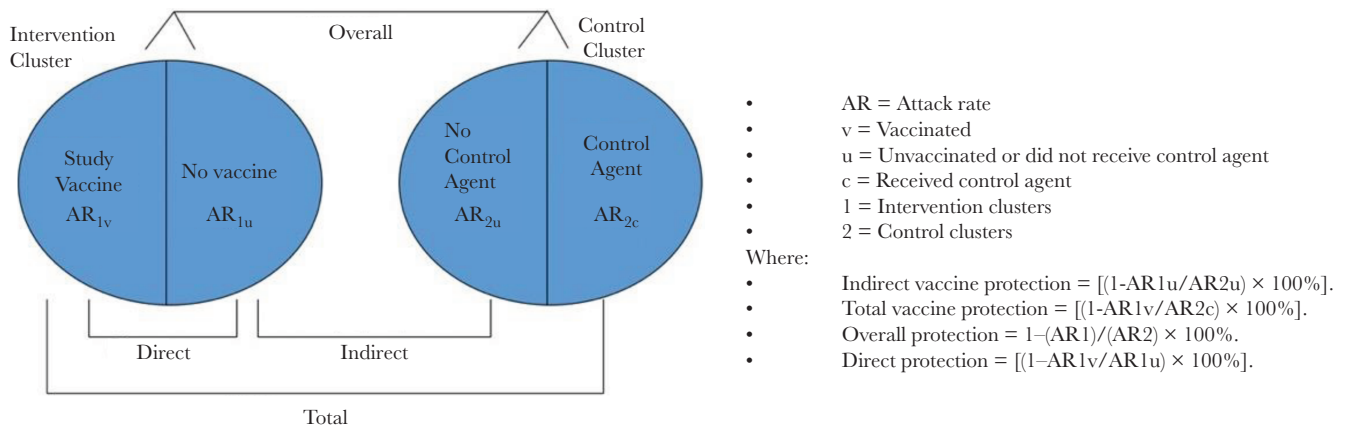 Intervention
Cluster
Overall
Control
Cluster
Study
Vaccine
AR1v
No vaccine
AR1u
No
Control
Agent
AR2u
Control
Agent
AR2c
Direct
Indirect
Total
• AR = Attack rate
• v = Vaccinated
• u = Unvaccinated or did not receive control agent
• c = Received control agent
• 1 = Intervention clusters
• 2 = Control clusters
Where:
• Indirect vaccine protection = [(1-AR1u/AR2u) × 100%].
• Total vaccine protection = [(1-AR1v/AR2c) × 100%].
• Overall protection = 1–(AR1)/(AR2) × 100%.
• Direct protection = [(1–AR1v/AR1u) × 100%].